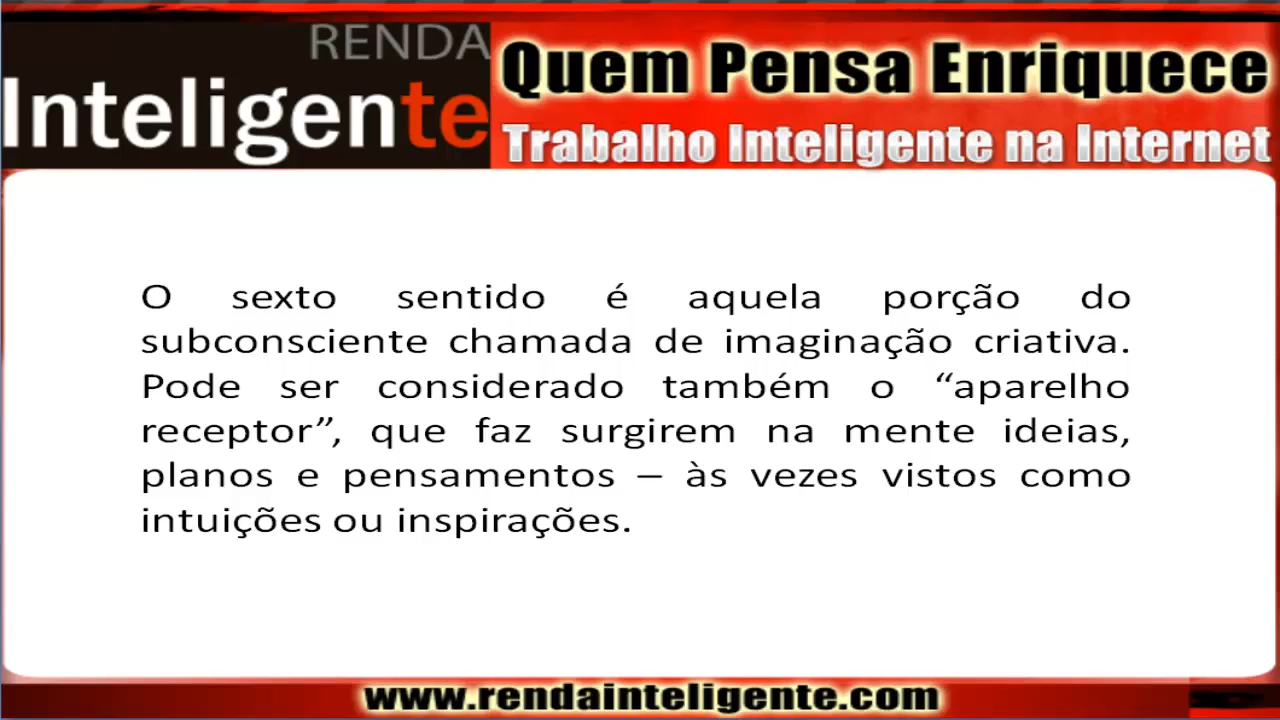 RENDA
Inteligente
Quem Pensa Enriquece
Trabalho Inteligente na Internet
O sexto sentido é aquela porção do
subconsciente chamada de imaginação criativa.
Pode ser considerado também o “aparelho
receptor”, que faz surgirem na mente ideias,
planos e pensamentos – às vezes vistos como
intuições ou inspirações.
www.rendainteligente.com